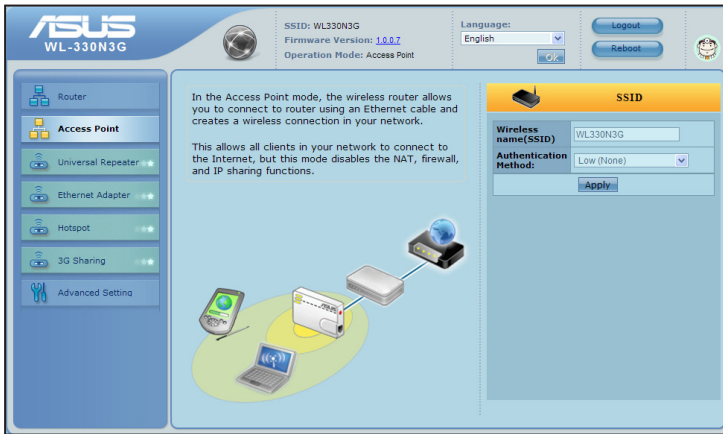 ASUS
WL-330N3G
SSID: WL330N3G
Firmware Version: 1.0.0.7
Operation Mode: Access Point
Language:
English
OK
Logout
Reboot
Router
Access Point
Universal Repeater
Ethernet Adapter
Hotspot
3G Sharing
Advanced Setting
In the Access Point mode, the wireless router allows
you to connect to router using an Ethernet cable and
creates a wireless connection in your network.
This allows all clients in your network to connect to
the Internet, but this mode disables the NAT, firewall,
and IP sharing functions.
SSID
Wireless
name(SSID)
WL330N3G
Authentication
Method:
Low (None)
Apply